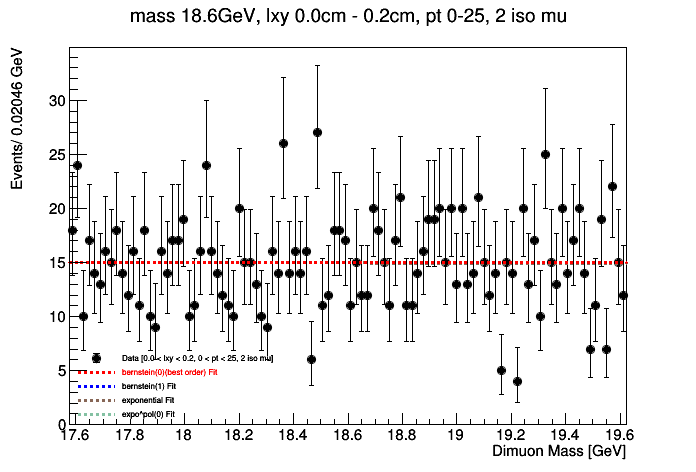 mass 18.6GeV, lxy 0.0cm - 0.2cm, pt 0-25, 2 iso mu
Events/ 0.02046 GeV
30
25
20
15
10
5
0
Data [0.0 < lxy < 0.2, 0 < pt < 25, 2 iso mu]
bernstein(0)(best order) Fit
bernstein(1) Fit
exponential Fit
expo*pol(0) Fit
17.6 17.8 18 18.2 18.4 18.6 18.8 19 19.2 19.4 19.6
Dimuon Mass [GeV]